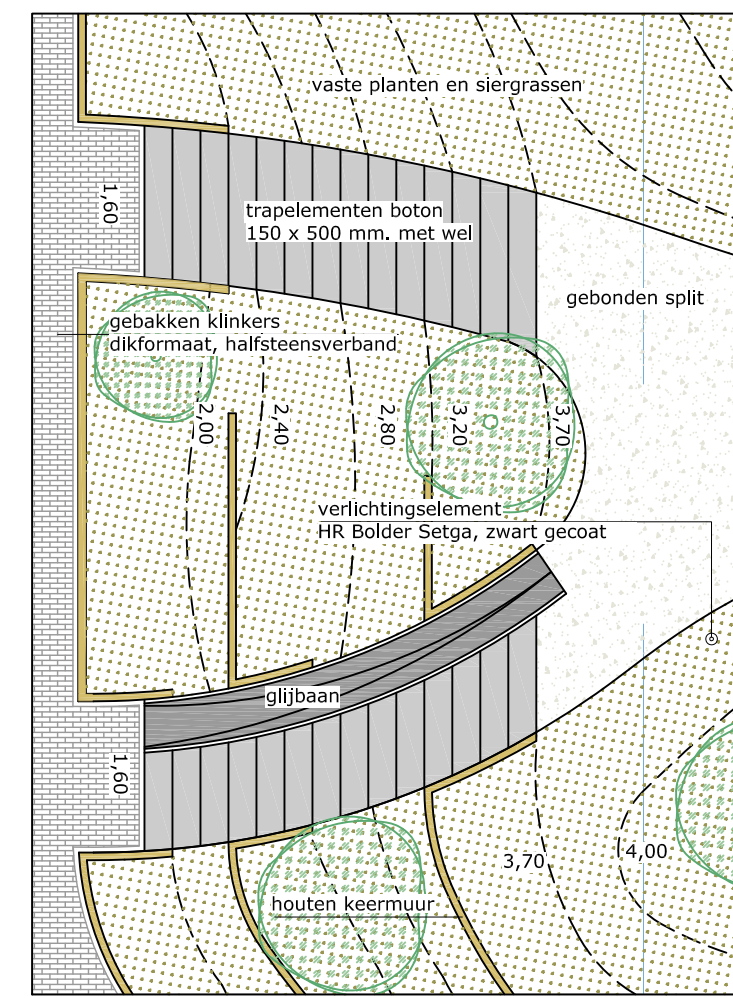 vaste planten en siergrassen
1,60
trapelementen boton
150 x 500 mm. met wel
gebonden split
gebakken klinkers
dikformaat, halfsteensverband
2,00
2,40
2,80
3,20
3,70
verlichtingselement
HR Bolder Setga, zwart gecoat
glijbaan
1,60
3,70
4,00
houten keermuur